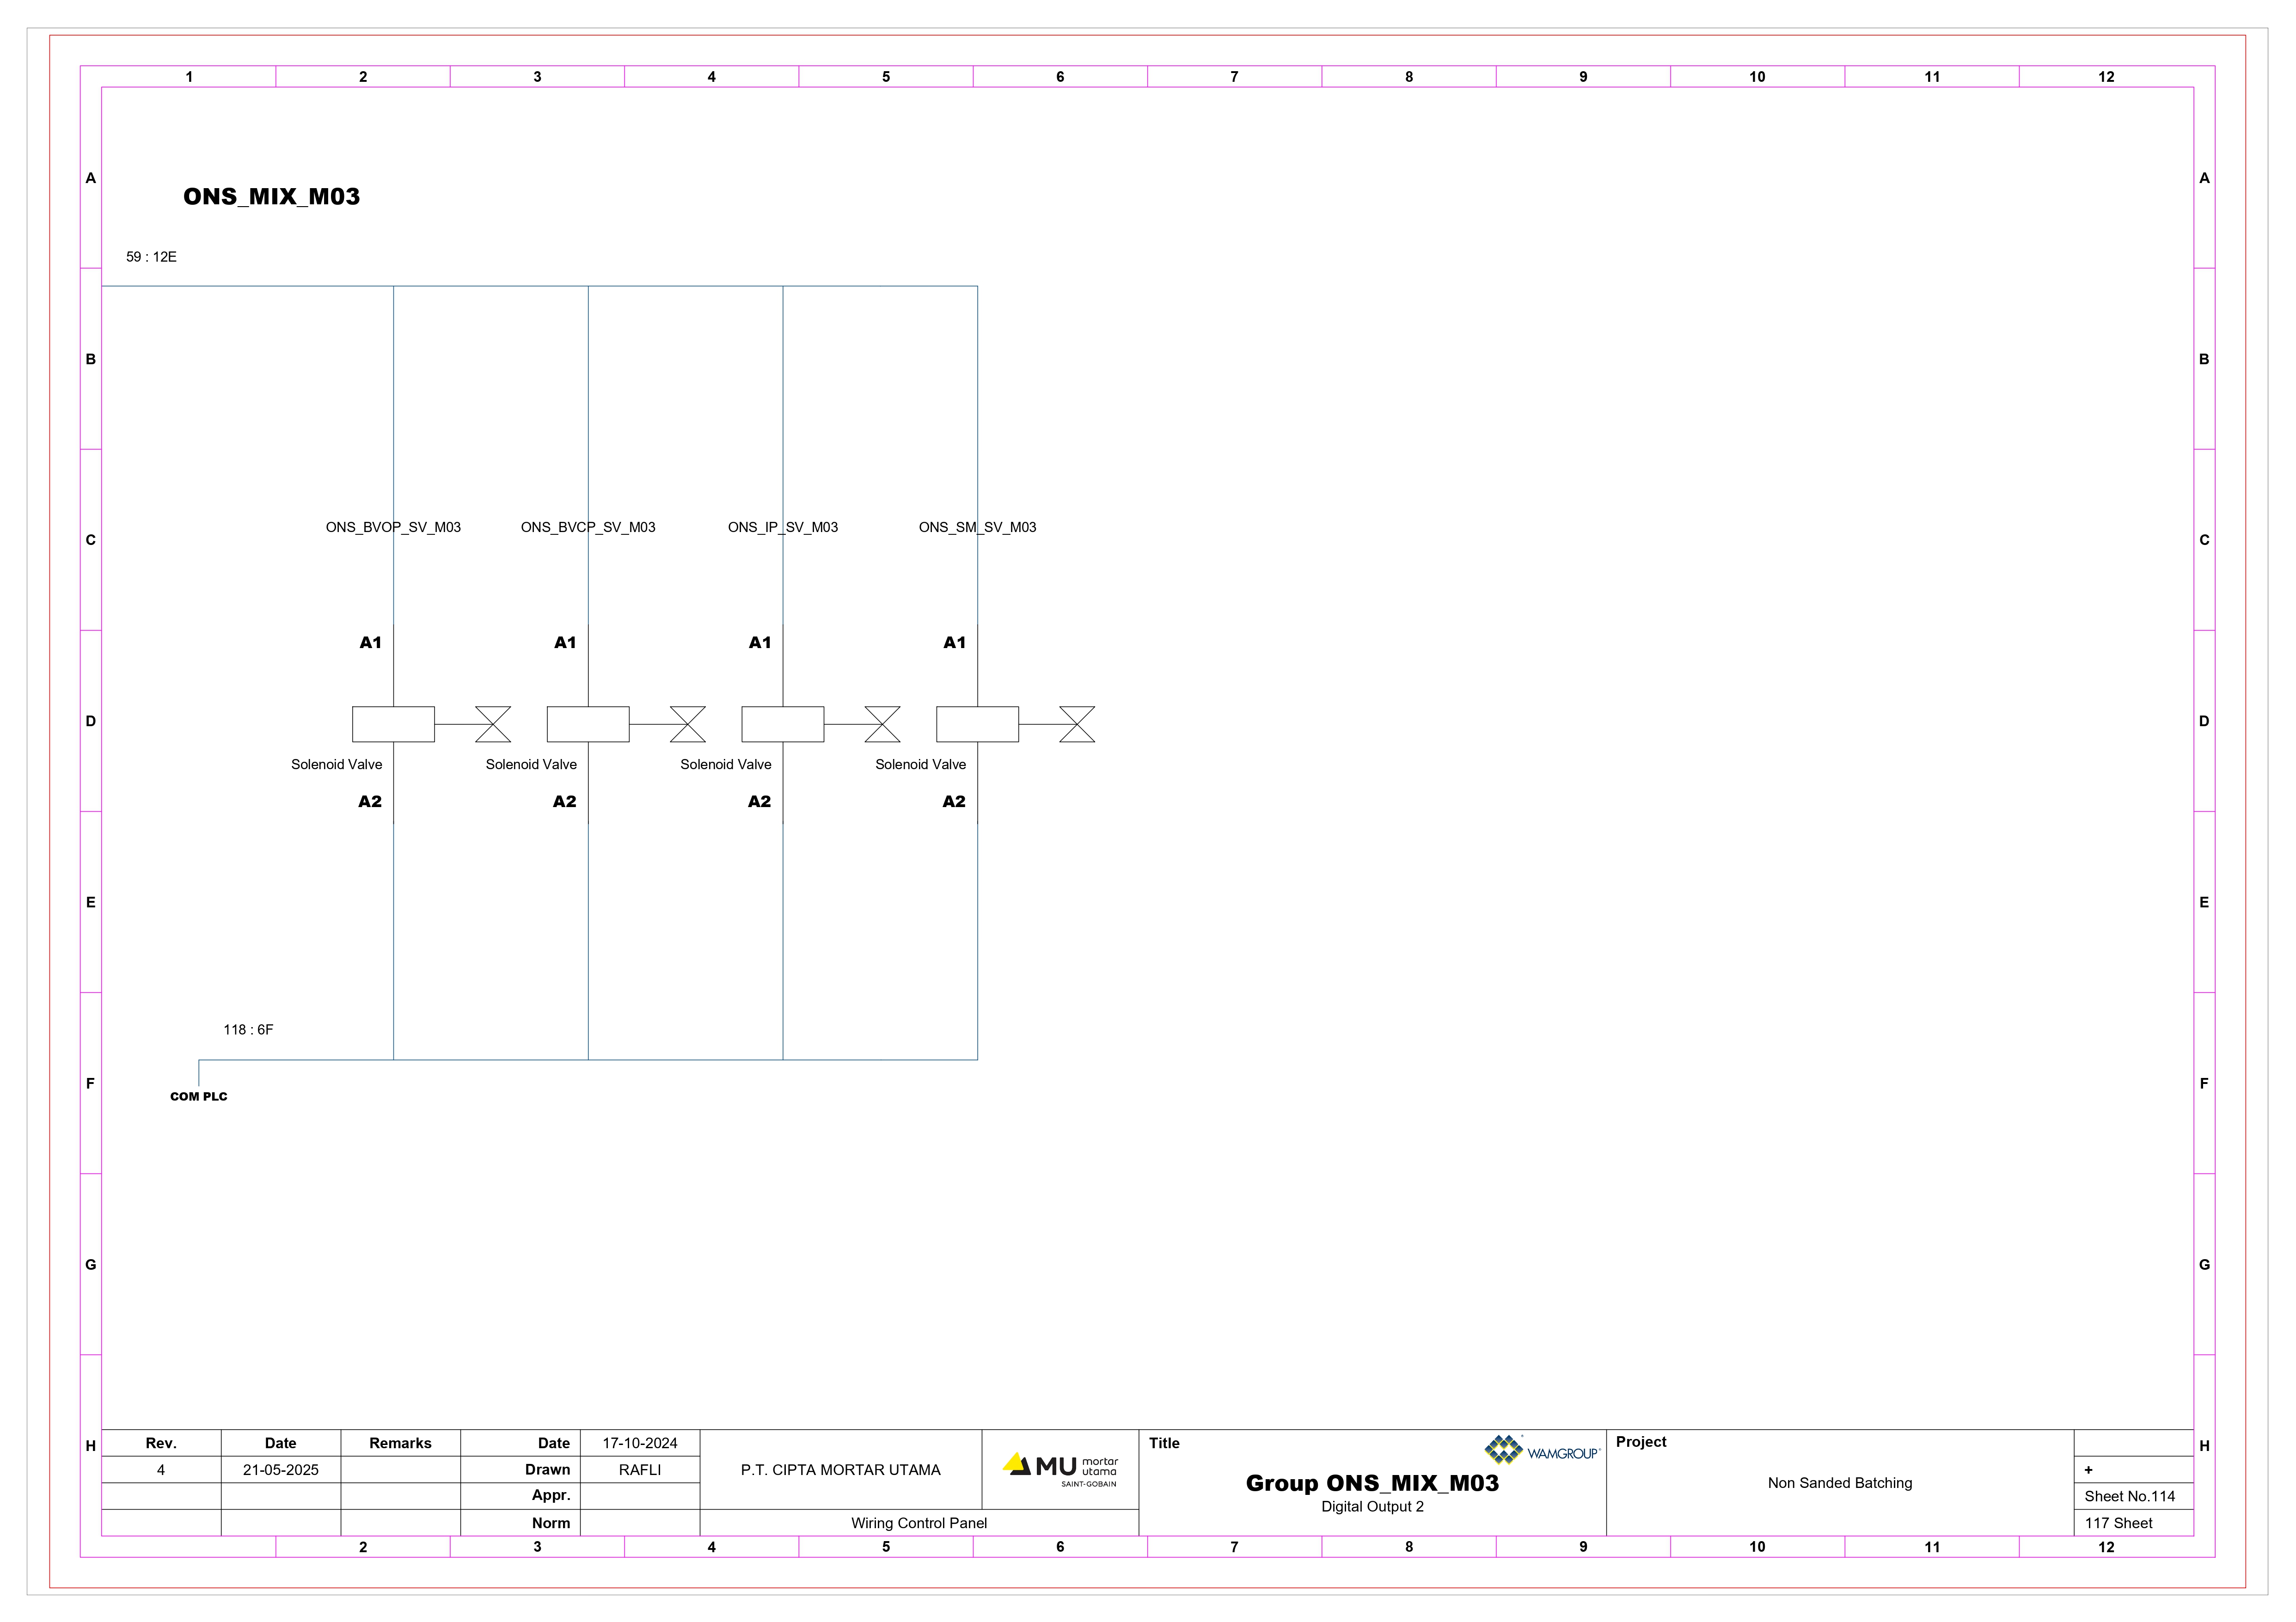 1 2 3 4 5 6 7 8 9 10 11 12
A A
ONS_MIX_M03
59 : 12E
B B
ONS_BVOP_SV_M03 ONS_BVCP_SV_M03 ONS_IP_SV_M03 ONS_SM_SV_M03
C C
A1 A1 A1 A1
D D
Solenoid Valve Solenoid Valve Solenoid Valve Solenoid Valve
A2 A2 A2 A2
E E
118 : 6F
F F
COM PLC
G G
H H
Rev. Date Remarks Date 17-10-2024
4 21-05-2025 Drawn RAFLI
Appr.
Norm
P.T. CIPTA MORTAR UTAMA
MU mortar
utama
SAINT-GOBAIN
Wiring Control Panel
Title
WAMGROUP®
Group ONS_MIX_M03
Digital Output 2
Project
Non Sanded Batching
+
Sheet No.114
117 Sheet
2 3 4 5 6 7 8 9 10 11 12